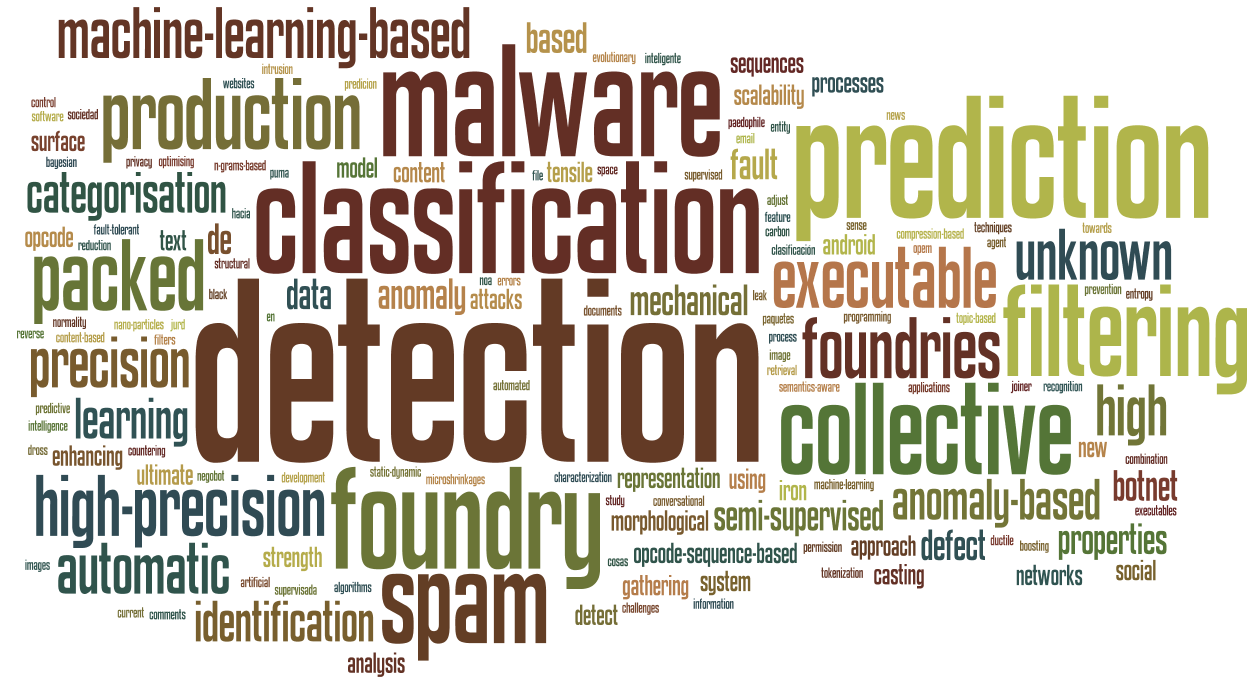 machine-learning-based
based
evolutionary
inteligente
intrusion
malware
sequences
websites
predicion
processes
production
scalability
control
software
sociedad
surface
paedophile
entity
news
prediction
email
bayesian
privacy
optimising
n-grams-based
puma
model
content
file
tensile
space
supervised
fault
categorisation
hacia
classification
adjust
feature
carbon
opcode
fault-tolerant
reduction
text
de
structural
sense
compression-based
techniques
towards
clasificación
android
opem
agent
unknown
packed
black
data
noa
errors
anomaly
attacks
documents
mechanical
leak
executable
prevention
entropy
en
detection
reverse
normality
nano-particles
jurd
content-based
filters
paquetes
programming
topic-based
filtering
process
foundries
image
retrieval
precision
semantics-aware
applications
joiner
recognition
automated
predictive
intelligence
learning
collective
high
dross
enhancing
countering
new
combination
ultimate
negobot
development
static-dynamic
microshrinkages
characterization
representation
using
iron
machine-learning
botnet
executables
high-precision
foundry
study
conversational
morphological
semi-supervised
anomaly-based
images
automatic
strength
cosas
opcode-sequence-based
permission
approach
defect
ductile
boosting
properties
artificial
supervisada
algorithms
spam
gathering
system
tokenization
casting
networks
social
current
comments
identification
detect
challenges
information
analysis